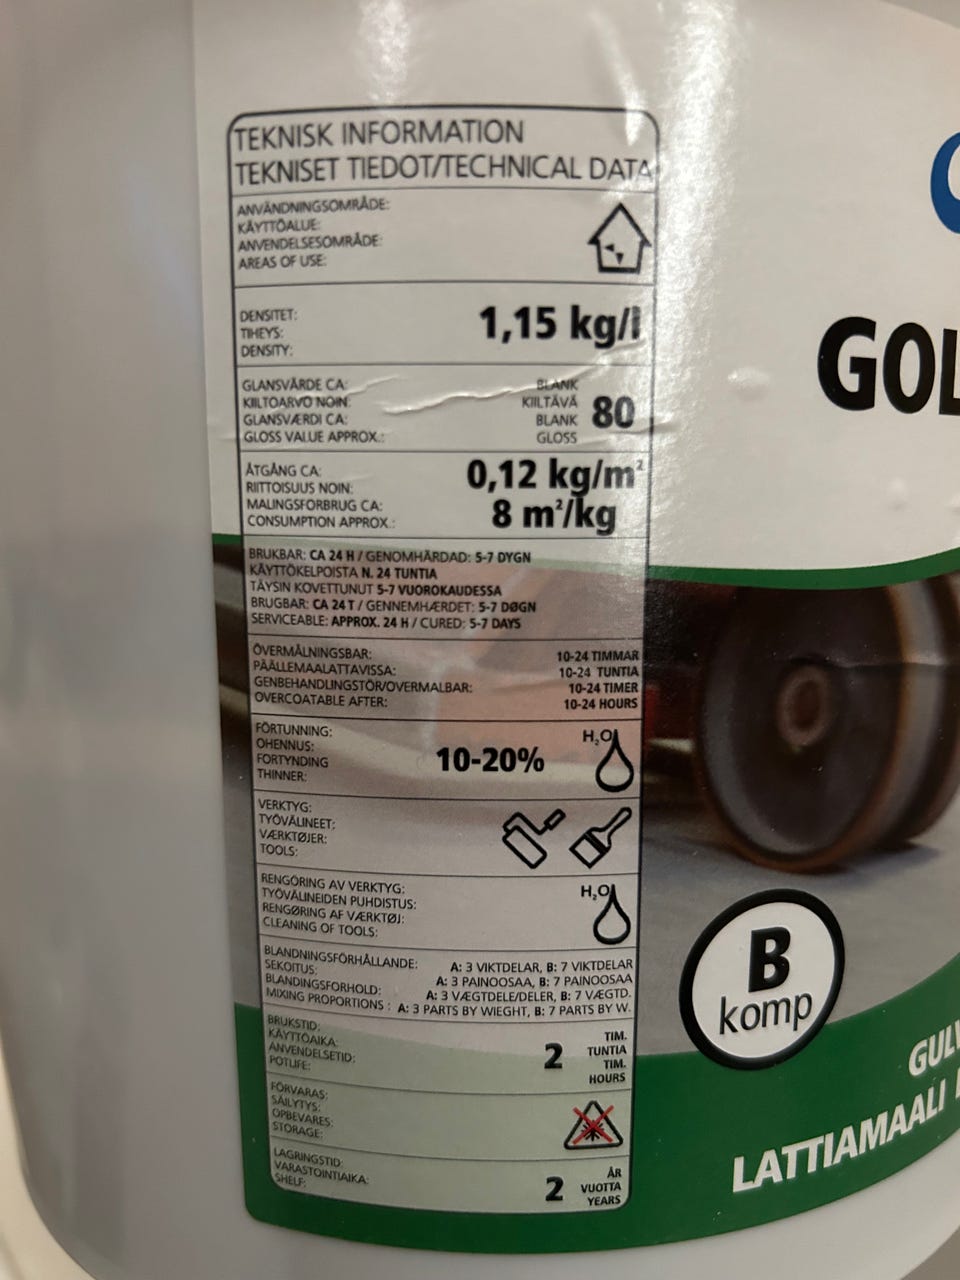 TEKNISK INFORMATION
TEKNISET TIEDOT/TECHNICAL DATA
ANVÄNDNINGSOMRÅDE:
KÄYTTÖALUE:
ANVENDELSESOMRÅDE:
AREAS OF USE:
DENSITET:
TIHEYS:
DENSITY:
1,15 kg/l
GLANSVÄRDE CA:
KIILTOARVO NOIN:
GLANSVÆRDI CA:
GLOSS VALUE APPROX.:
BLANK
KIILTÄVÄ
BLANK
GLOSS
80
ÅTGÅNG CA:
RIITTOISUUS NOIN:
MALINGSFORBRUG CA:
CONSUMPTION APPROX.:
0,12 kg/m²
8 m²/kg
BRUKBAR: CA 24 H / GENOMHÄRDAD: 5-7 DYGN
KÄYTTÖKELPOISTA N. 24 TUNTIA
TÄYSIN KOVETTUNUT 5-7 VUOROKAUDESSA
BRUGBAR: CA 24 T / GENNEMHÆRDET: 5-7 DØGN
SERVICEABLE: APPROX. 24 H / CURED: 5-7 DAYS
ÖVERMÅLNINGSBAR: 10-24 TIMMAR
PÄÄLLEMAALATTAVISSA: 10-24 TUNTIA
GENBEHANDLINGSTÖR/OVERMALBAR: 10-24 TIMER
OVERCOATABLE AFTER: 10-24 HOURS
FÖRTUNNING:
OHENNUS:
FORTYNDING
THINNER:
10-20%
H₂O
VERKTYG:
TYÖVÄLINEET:
VÆRKTØJER:
TOOLS:
RENGÖRING AV VERKTYG:
TYÖVÄLINEIDEN PUHDISTUS:
RENGØRING AF VÆRKTØJ:
CLEANING OF TOOLS:
H₂O
BLANDNINGSFÖRHÅLLANDE: A: 3 VIKTDELAR, B: 7 VIKTDELAR
SEKOITUS: A: 3 PAINOOSAA, B: 7 PAINOOSAA
BLANDINGSFORHOLD: A: 3 VÆGTDELE/DELER, B: 7 VÆGTD.
MIXING PROPORTIONS : A: 3 PARTS BY WIEGHT, B: 7 PARTS BY W.
BRUKSTID:
KÄYTTÖAIKA:
ANVENDELSETID:
POTLIFE:
2
TIM.
TUNTIA
TIM.
HOURS
FÖRVARAS:
SÄILYTYS:
OPBEVARES:
STORAGE:
LAGRINGSTID:
VARASTOINTIAIKA:
SHELF:
2
ÅR
VUOTTA
YEARS
GOL
B
komp
GULV
LATTIAMAALI